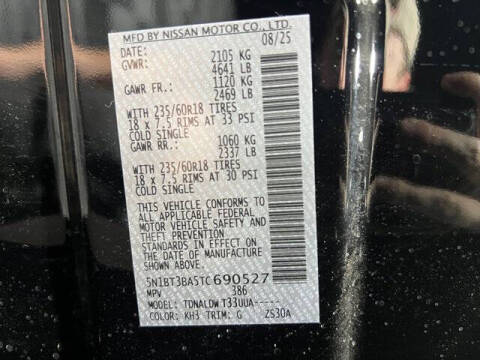 MFD BY NISSAN MOTOR CO., LTD.
DATE: 08/25
GVWR: 2105 KG
4641 LB
GAWR FR.: 1120 KG
2469 LB
WITH 235/60R18 TIRES
18 x 7.5 RIMS AT 33 PSI
COLD SINGLE
GAWR RR.: 1060 KG
2337 LB
WITH 235/60R18 TIRES
18 x 7.5 RIMS AT 30 PSI
COLD SINGLE
THIS VEHICLE CONFORMS TO
ALL APPLICABLE FEDERAL
MOTOR VEHICLE SAFETY AND
THEFT PREVENTION
STANDARDS IN EFFECT ON
THE DATE OF MANUFACTURE
SHOWN ABOVE.
5N1BT3BA5TC690527
MPV 386
MODEL: TDNALDWT33UUA-----
COLOR: KH3 TRIM: G ZS30A